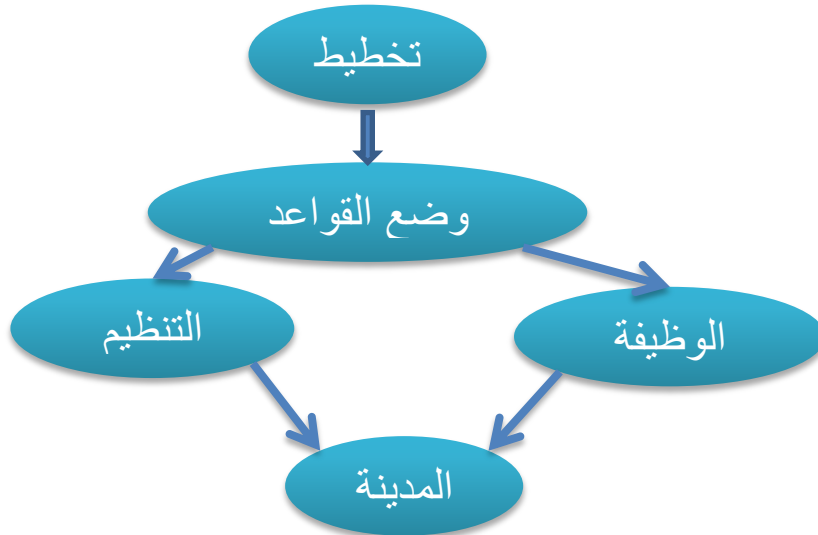 تخطيط
وضع القواعد
الوظيفة
التنظيم
المدينة